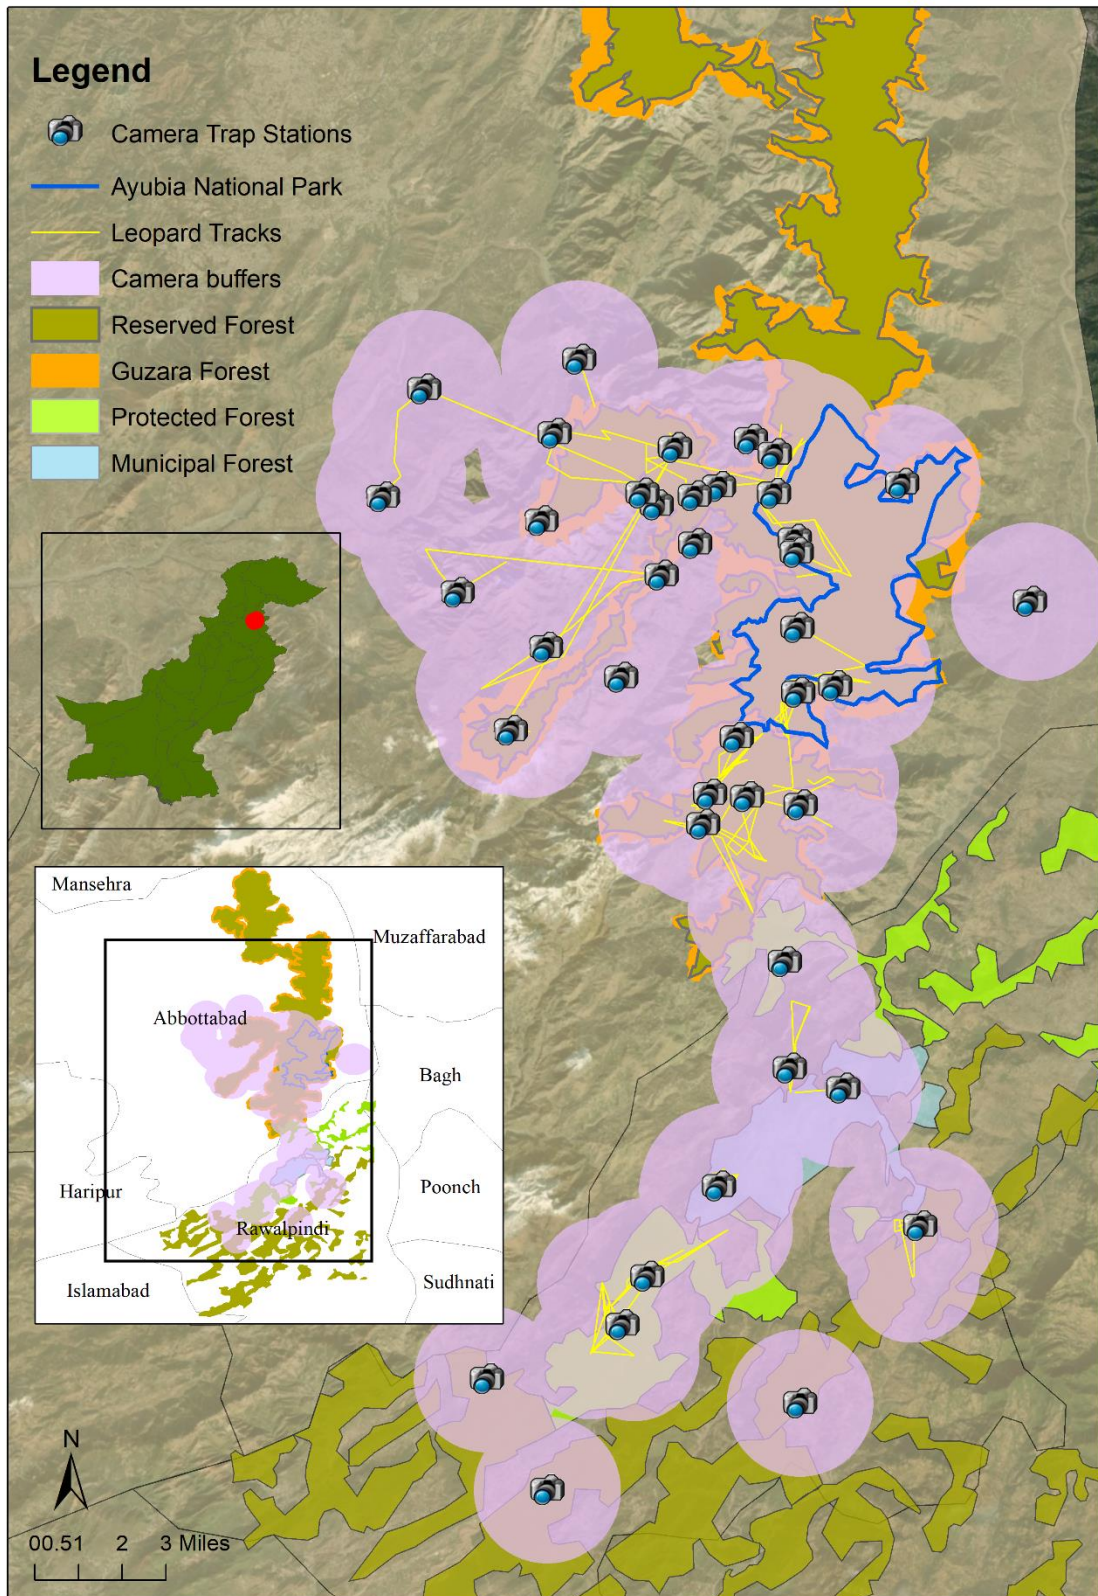 Legend
Camera Trap Stations
Ayubia National Park
Leopard Tracks
Camera buffers
Reserved Forest
Guzara Forest
Protected Forest
Municipal Forest
Mansehra
Muzaffarabad
Abbottabad
Bagh
Haripur
Poonch
Rawalpindi
Islamabad
Sudhnati
N
00.51 2 3 Miles